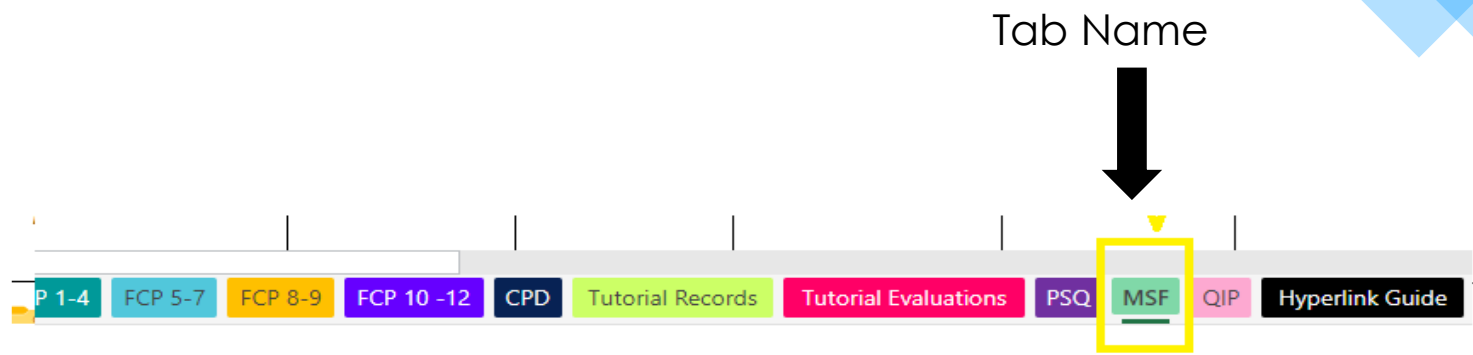 Tab Name
P 1-4 FCP 5-7 FCP 8-9 FCP 10 -12 CPD Tutorial Records Tutorial Evaluations PSQ MSF QIP Hyperlink Guide